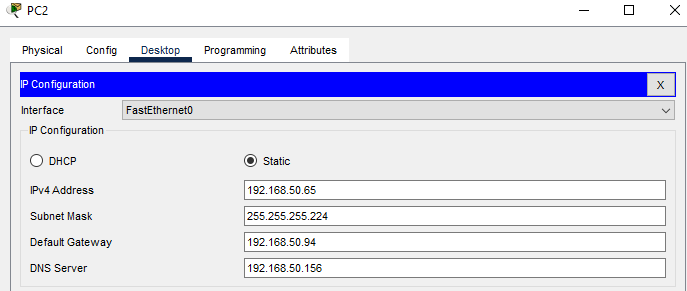 PC2
Physical Config Desktop Programming Attributes
IP Configuration X
Interface FastEthernet0
IP Configuration
DHCP Static
IPv4 Address 192.168.50.65
Subnet Mask 255.255.255.224
Default Gateway 192.168.50.94
DNS Server 192.168.50.156